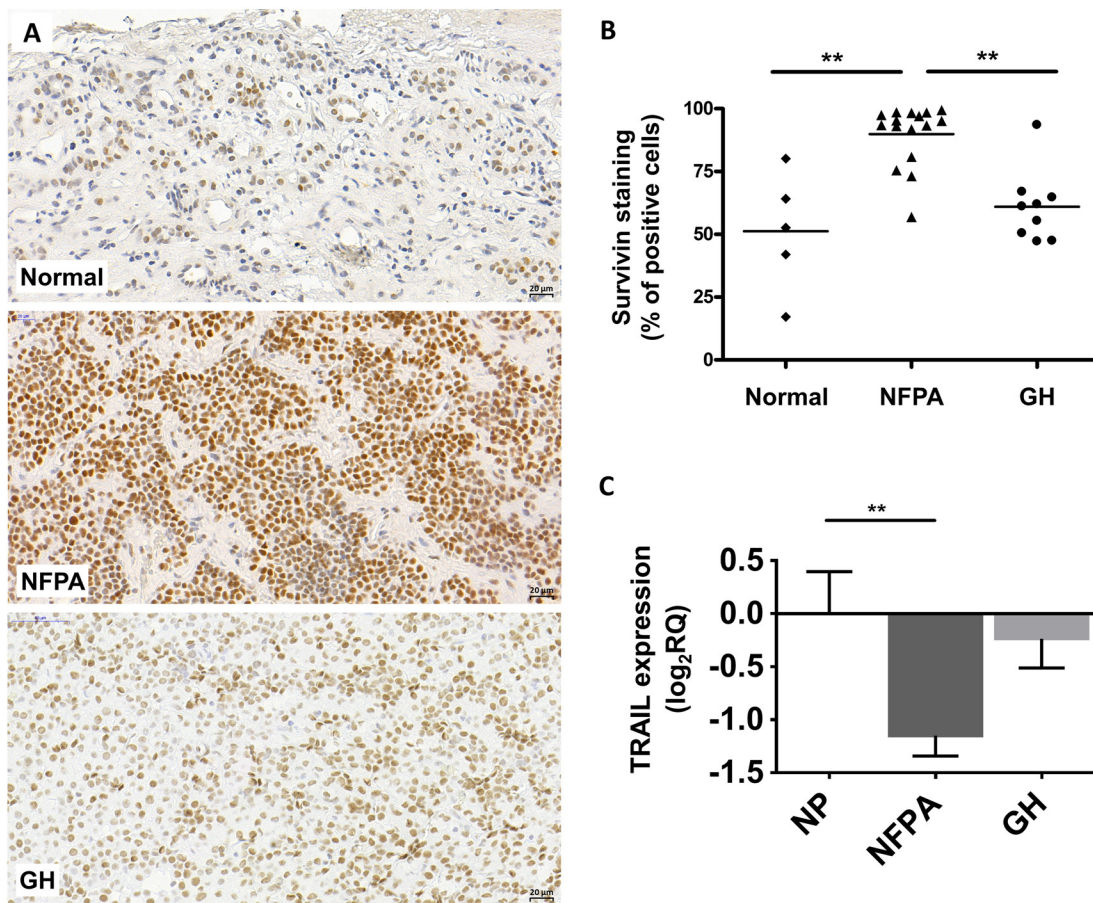 A
Normal
20 µm
NFPA
20 µm
GH
20 µm
B
**
**
Survivin staining
(% of positive cells)
100
75
50
25
0
Normal
NFPA
GH
C
**
TRAIL expression
(log₂RQ)
0.5
0.0
-0.5
-1.0
-1.5
NP
NFPA
GH